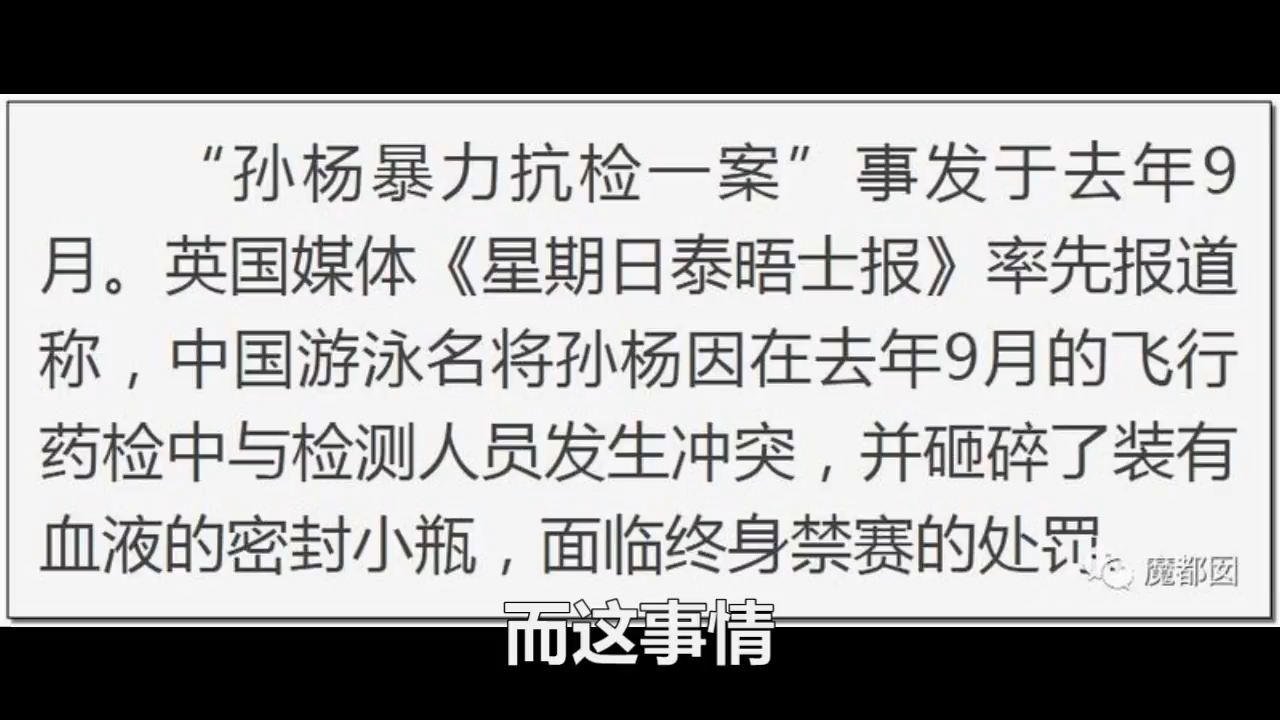 “孙杨暴力抗检一案”事发于去年9
月。英国媒体《星期日泰晤士报》率先报道
称，中国游泳名将孙杨因在去年9月的飞行
药检中与检测人员发生冲突，并砸碎了装有
血液的密封小瓶，面临终身禁赛的处罚。
魔都囡
而这事情